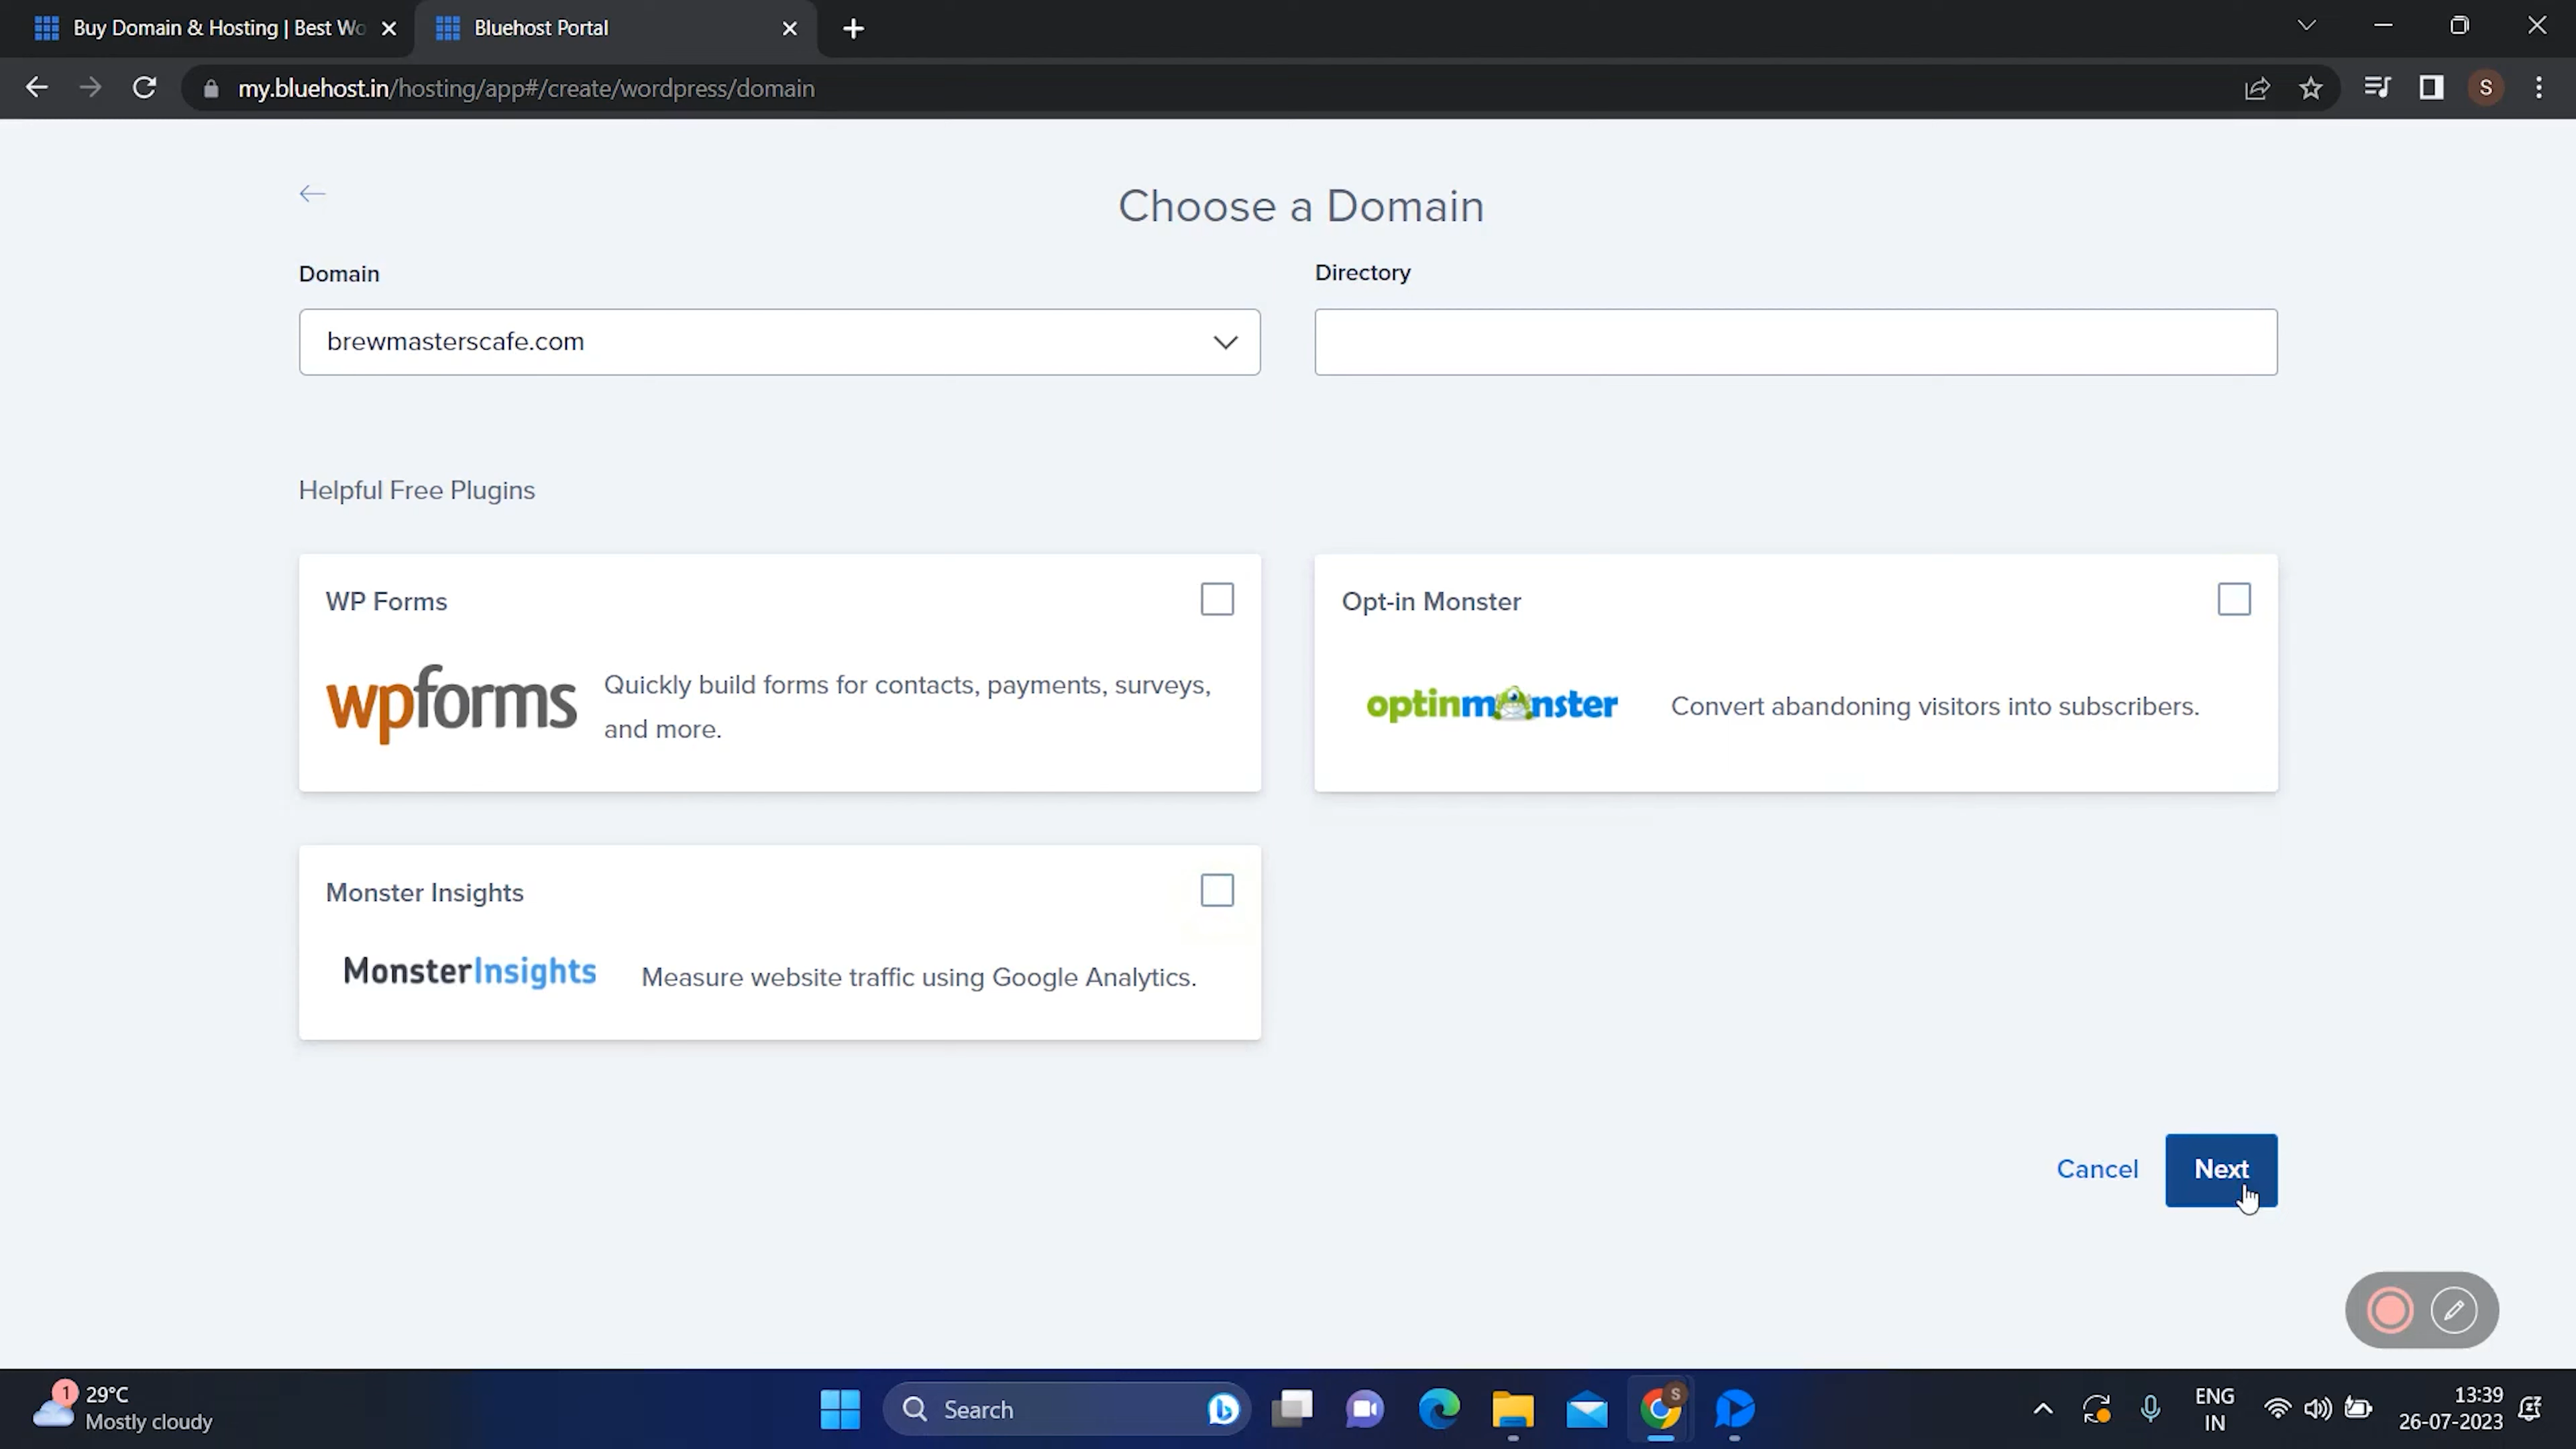 Buy Domain & Hosting | Best Wo
Bluehost Portal
my.bluehost.in/hosting/app#/create/wordpress/domain
S
Choose a Domain
Domain
Directory
brewmasterscafe.com
Helpful Free Plugins
WP Forms
wpforms
Quickly build forms for contacts, payments, surveys,
and more.
Opt-in Monster
optinmonster
Convert abandoning visitors into subscribers.
Monster Insights
MonsterInsights
Measure website traffic using Google Analytics.
Cancel
Next
1
29°C
Mostly cloudy
Search
S
ENG
IN
13:39
26-07-2023